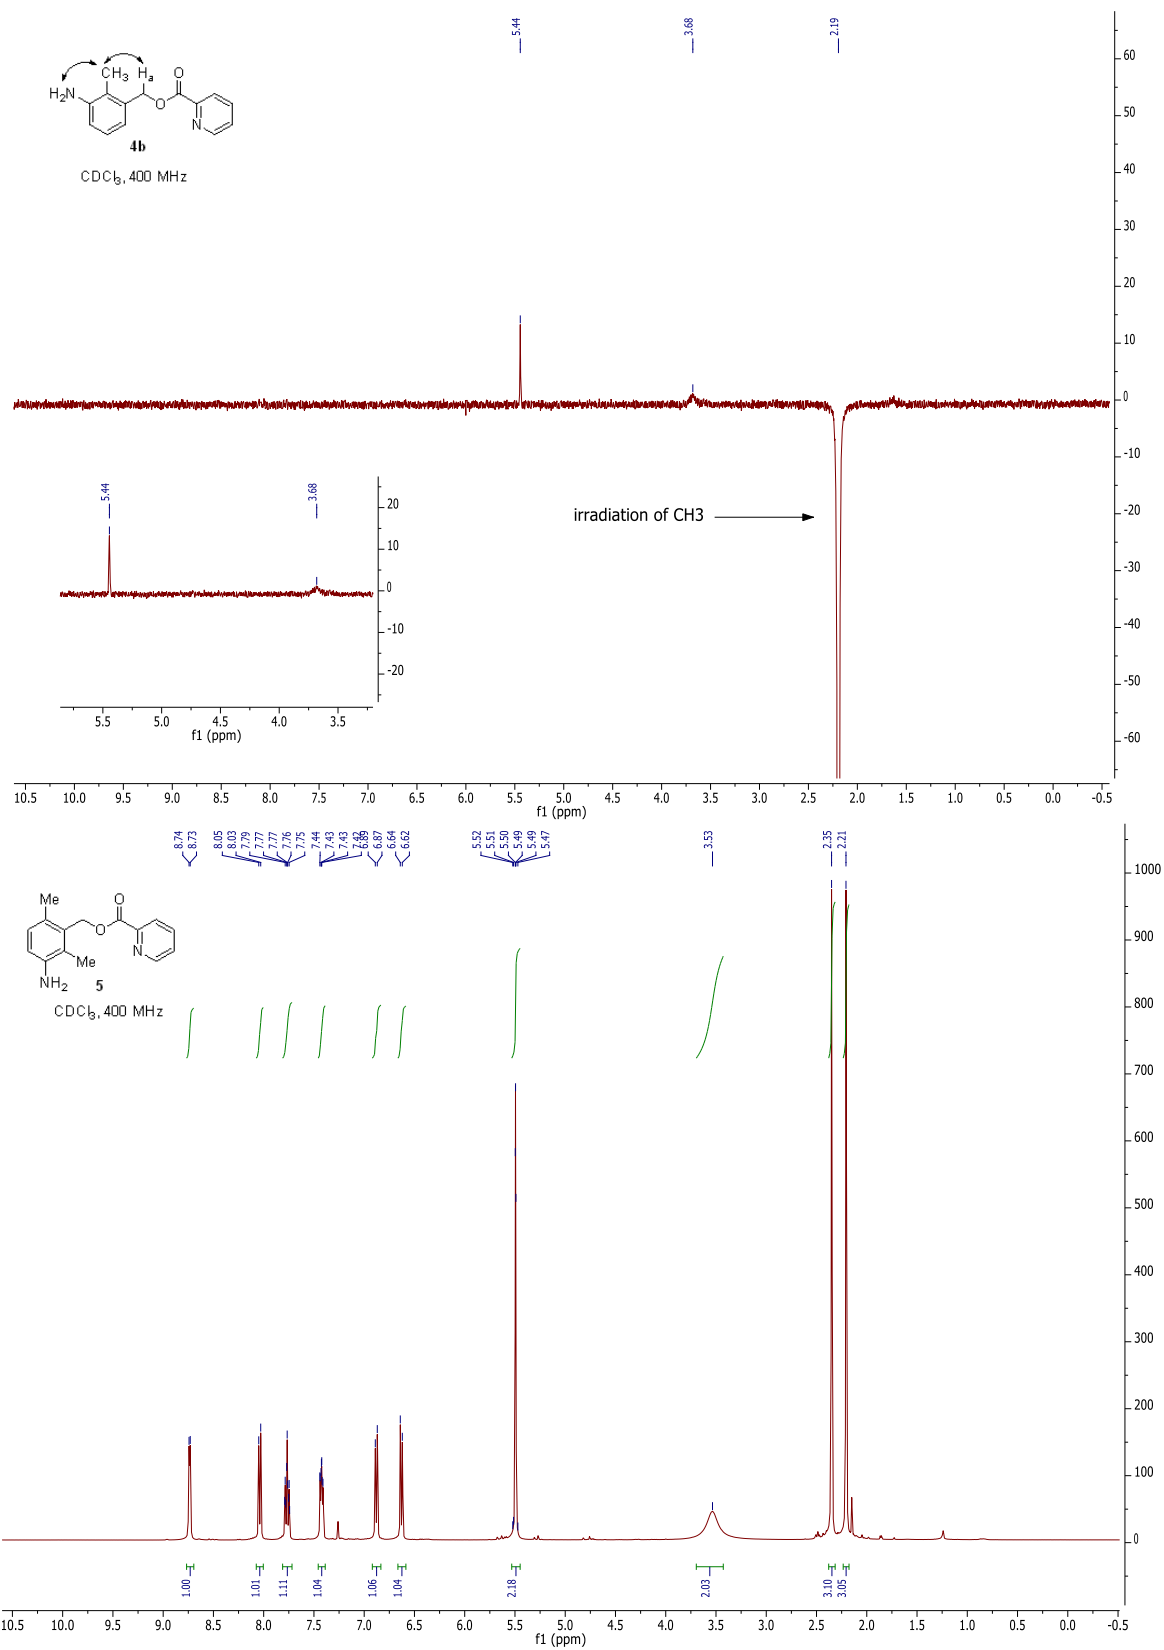 5.44
3.68
2.19
CH3 Ha O
H2N O
N
4b
CDCl3, 400 MHz
60
50
40
30
20
10
0
-10
-20
-30
-40
-50
-60
irradiation of CH3
5.44
3.68
20
10
0
-10
-20
5.5 5.0 4.5 4.0 3.5
f1 (ppm)
10.5 10.0 9.5 9.0 8.5 8.0 7.5 7.0 6.5 6.0 5.5 5.0 4.5 4.0 3.5 3.0 2.5 2.0 1.5 1.0 0.5 0.0 -0.5
f1 (ppm)
8.74 8.73 8.05 8.03 7.79 7.77 7.77 7.76 7.75 7.44 7.43 7.43 7.42 6.89 6.87 6.64 6.62 5.52 5.51 5.50 5.49 5.49 5.47 3.53 2.35 2.21
Me O
O
N
Me
NH2 5
CDCl3, 400 MHz
1000
900
800
700
600
500
400
300
200
100
0
1.00 1.01 1.11 1.04 1.06 1.04 2.18 2.03 3.10 3.05
10.5 10.0 9.5 9.0 8.5 8.0 7.5 7.0 6.5 6.0 5.5 5.0 4.5 4.0 3.5 3.0 2.5 2.0 1.5 1.0 0.5 0.0 -0.5
f1 (ppm)